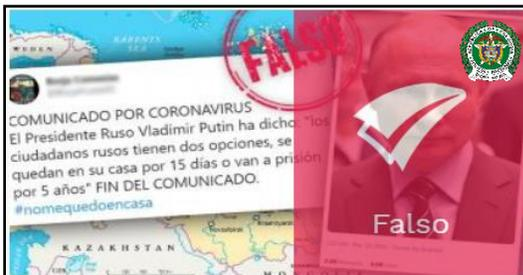 WEDEN
BARENTS
SEA
FALSO
COMUNICADO POR CORONAVIRUS
El Presidente Ruso Vladimir Putin ha dicho: "los
ciudadanos rusos tienen dos opciones, se
quedan en su casa por 15 días o van a prisión
por 5 años" FIN DEL COMUNICADO.
#nomequedoencasa
Falso
KAZAKHSTAN